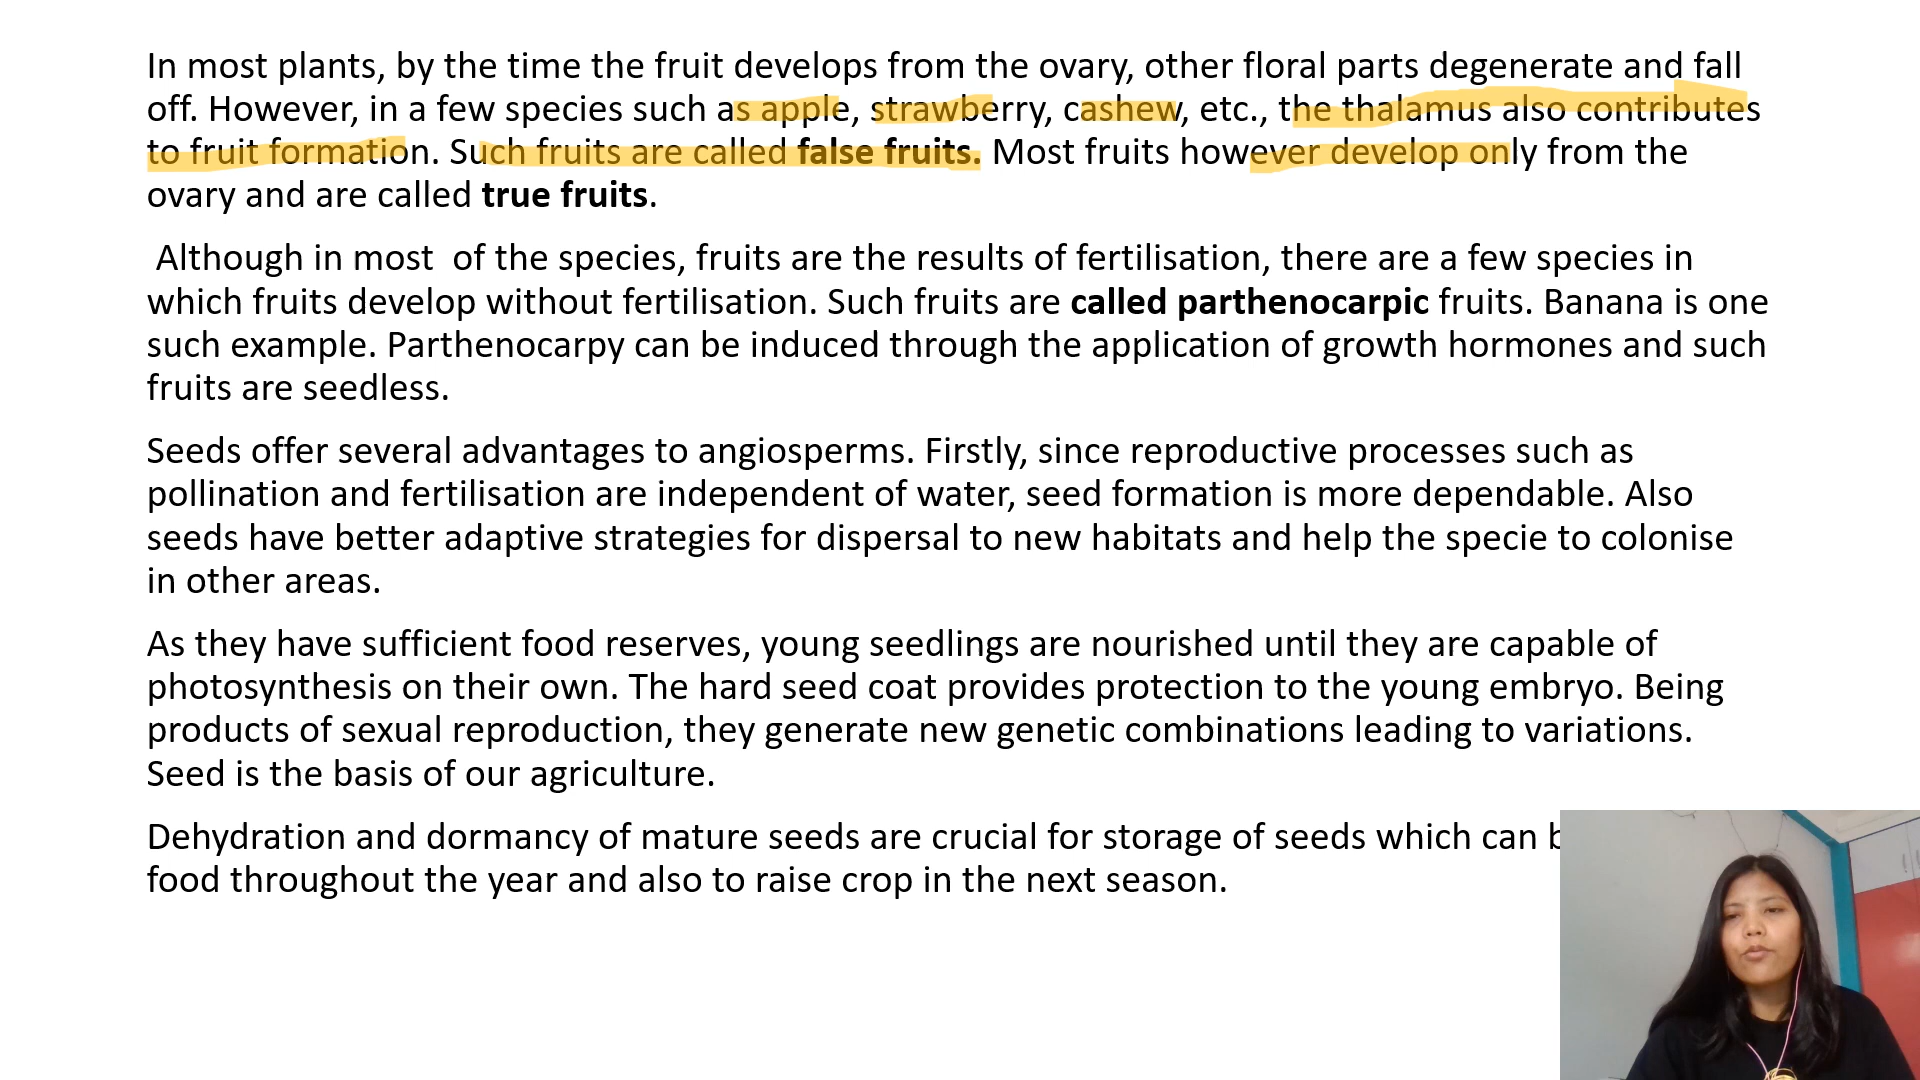 In most plants, by the time the fruit develops from the ovary, other floral parts degenerate and fall
off. However, in a few species such as apple, strawberry, cashew, etc., the thalamus also contributes
to fruit formation. Such fruits are called false fruits. Most fruits however develop only from the
ovary and are called true fruits.
Although in most of the species, fruits are the results of fertilisation, there are a few species in
which fruits develop without fertilisation. Such fruits are called parthenocarpic fruits. Banana is one
such example. Parthenocarpy can be induced through the application of growth hormones and such
fruits are seedless.
Seeds offer several advantages to angiosperms. Firstly, since reproductive processes such as
pollination and fertilisation are independent of water, seed formation is more dependable. Also
seeds have better adaptive strategies for dispersal to new habitats and help the specie to colonise
in other areas.
As they have sufficient food reserves, young seedlings are nourished until they are capable of
photosynthesis on their own. The hard seed coat provides protection to the young embryo. Being
products of sexual reproduction, they generate new genetic combinations leading to variations.
Seed is the basis of our agriculture.
Dehydration and dormancy of mature seeds are crucial for storage of seeds which can
food throughout the year and also to raise crop in the next season.